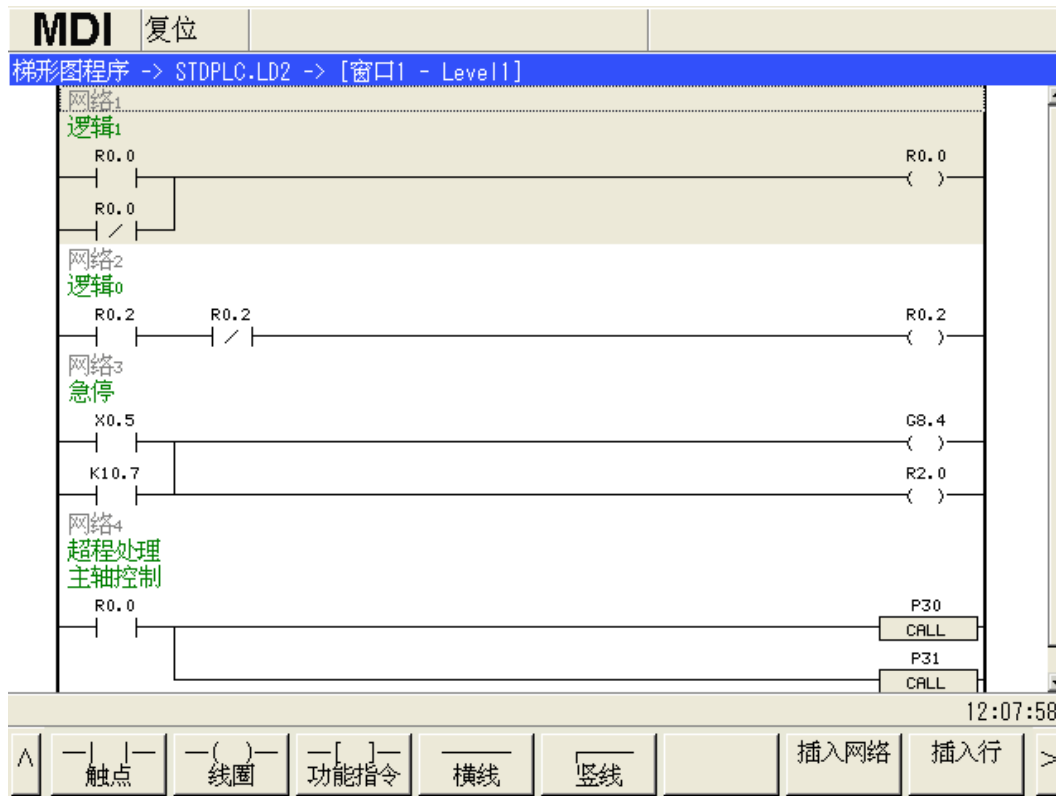 MDI 复位
梯形图程序 -> STDPLC.LD2 -> [窗口1 - Level1]
网络1
逻辑1
R0.0 R0.0
R0.0
网络2
逻辑0
R0.2 R0.2 R0.2
网络3
急停
X0.5 G8.4
K10.7 R2.0
网络4
超程处理
主轴控制
R0.0 P30
CALL
P31
CALL
12:07:58
触点 线圈 功能指令 横线 竖线 插入网络 插入行